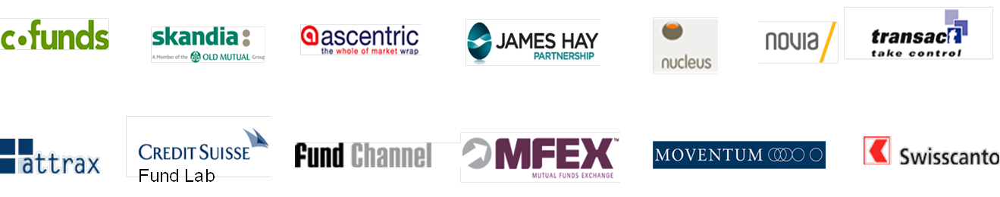 c•funds
skandia:
A Member of the OLD MUTUAL Group
ascentric
the whole of market wrap
JAMES HAY
PARTNERSHIP
nucleus
novia
transact
take control
attrax
CREDIT SUISSE
Fund Lab
Fund Channel
MFEX™
MUTUAL FUNDS EXCHANGE
MOVENTUM
Swisscanto